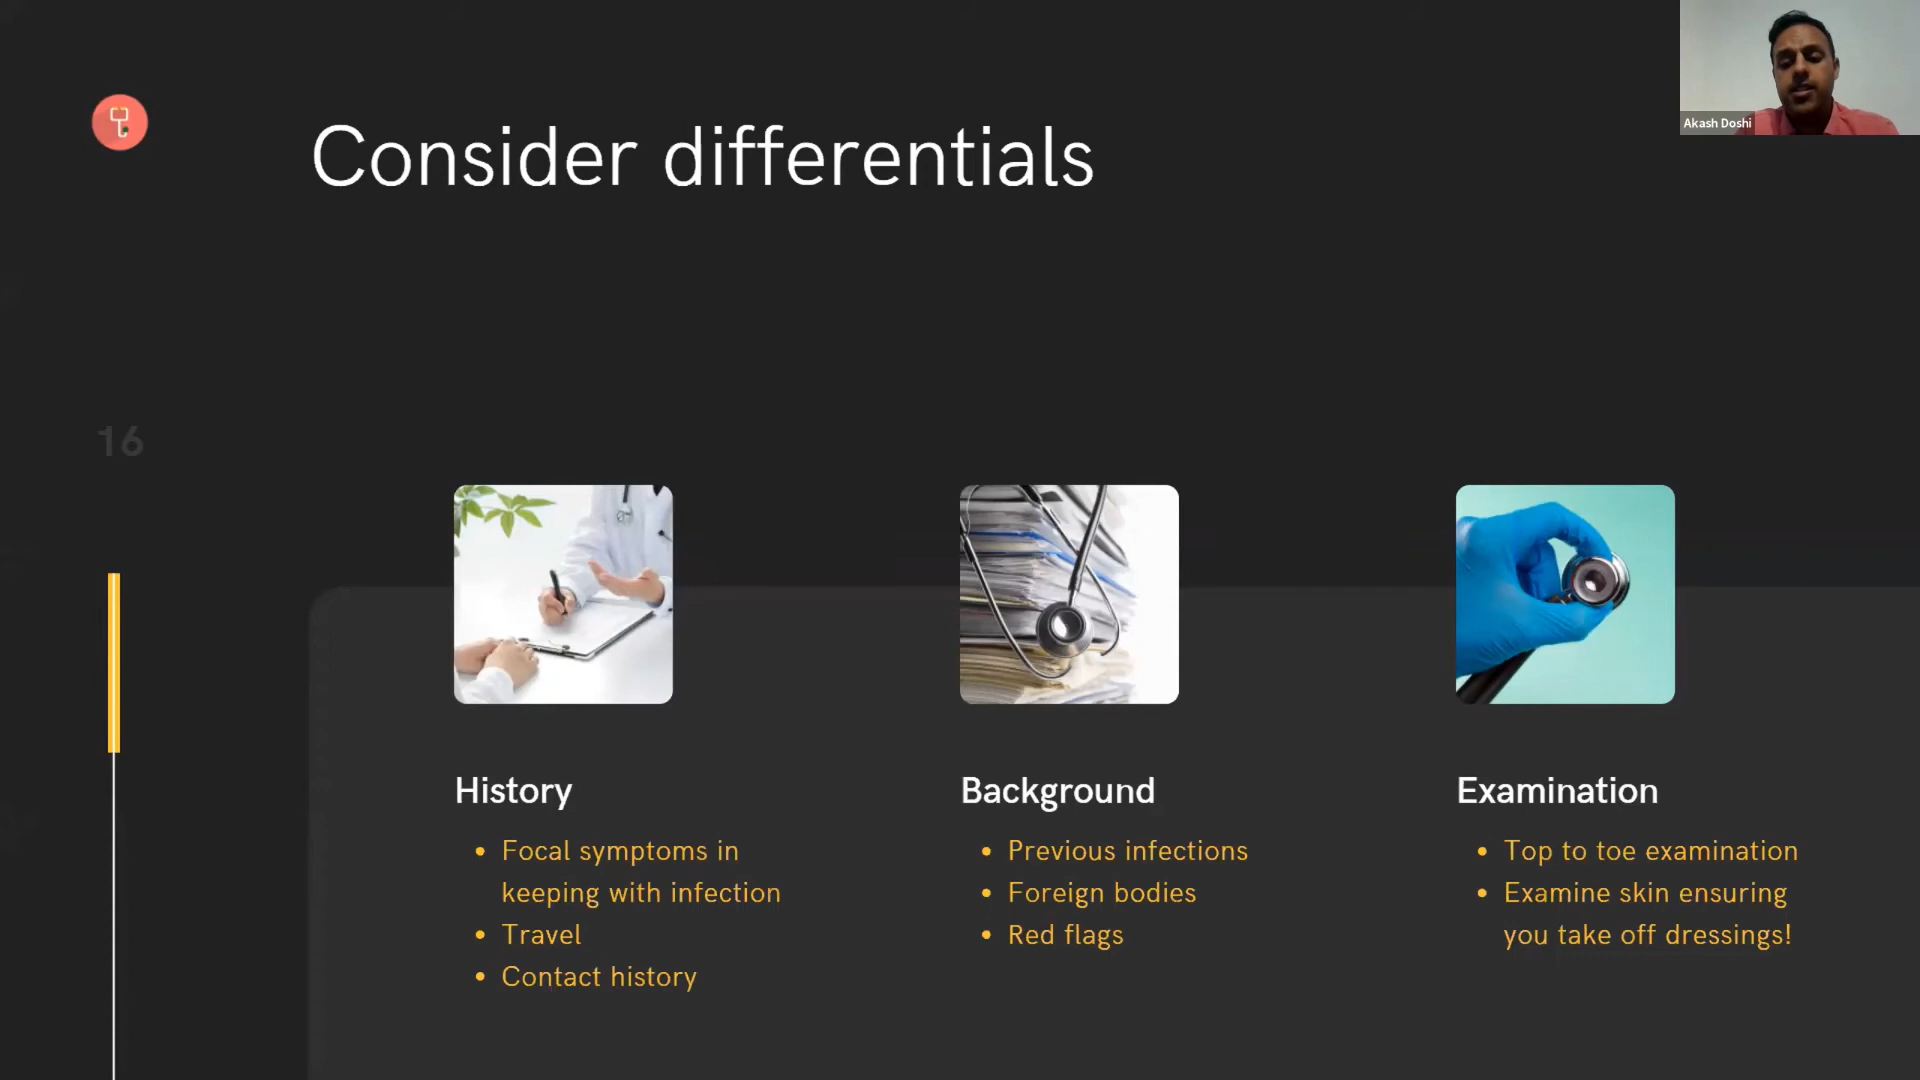 Akash Doshi
Consider differentials
16
History
Focal symptoms in
keeping with infection
Travel
Contact history
Background
Previous infections
Foreign bodies
Red flags
Examination
Top to toe examination
Examine skin ensuring
you take off dressings!